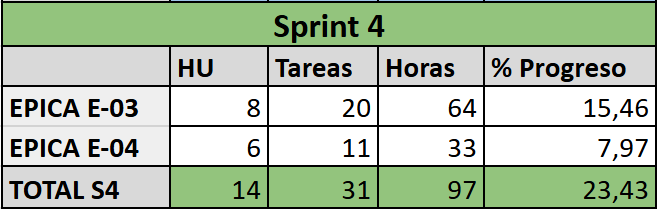 Sprint 4
HU Tareas Horas % Progreso
EPICA E-03 8 20 64 15,46
EPICA E-04 6 11 33 7,97
TOTAL S4 14 31 97 23,43